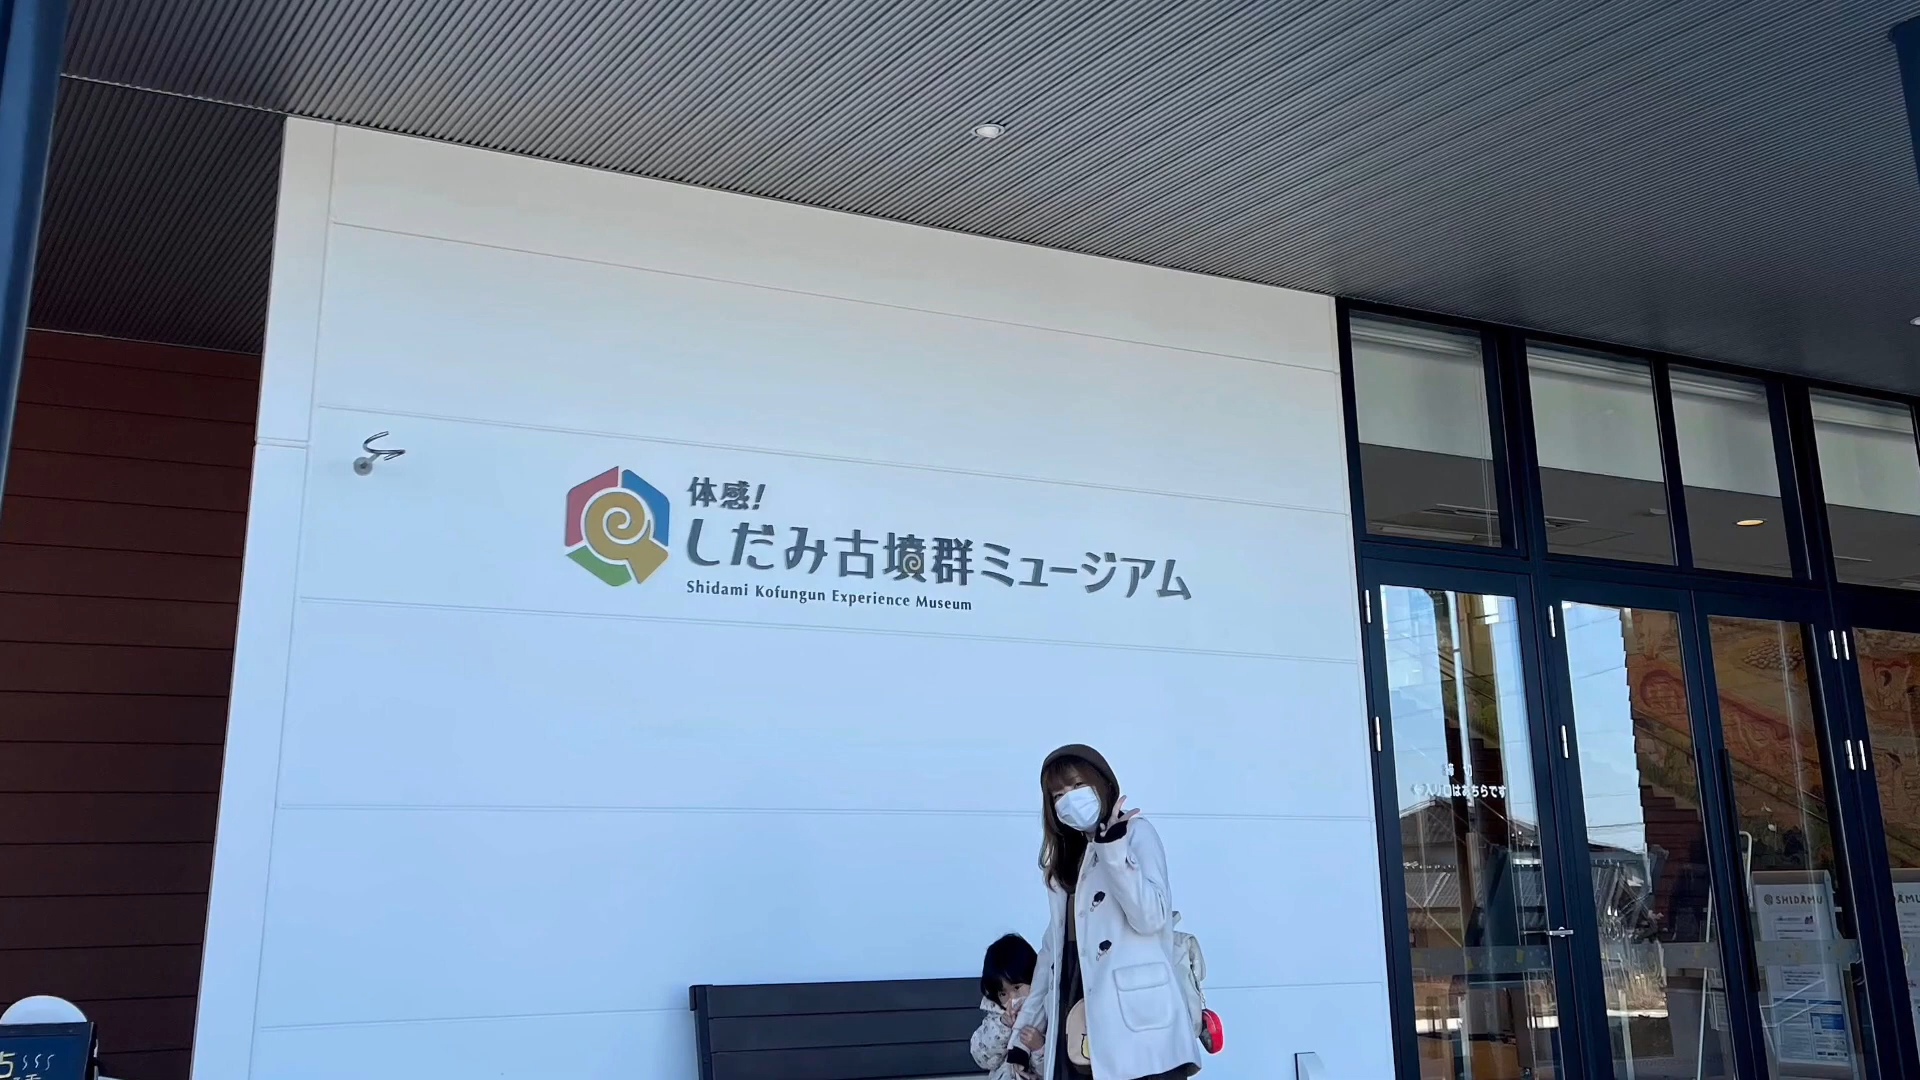 体感!
しだみ古墳群ミュージアム
Shidami Kofungun Experience Museum
入り口はあちらです
SHIDAMU